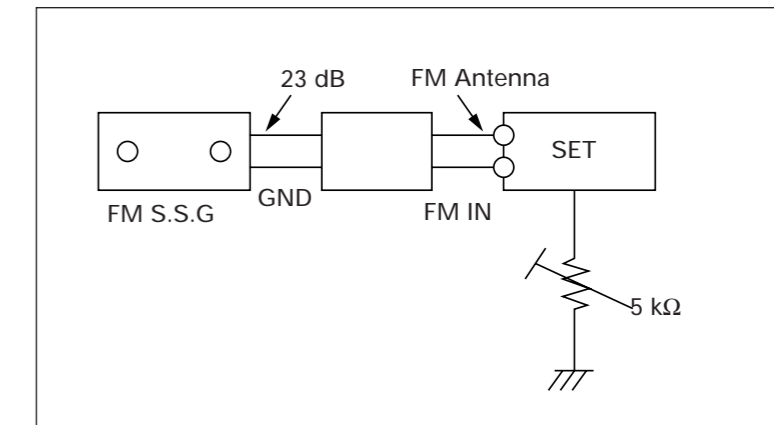 23 dB
FM Antenna
SET
FM S.S.G
GND
FM IN
5 kΩ